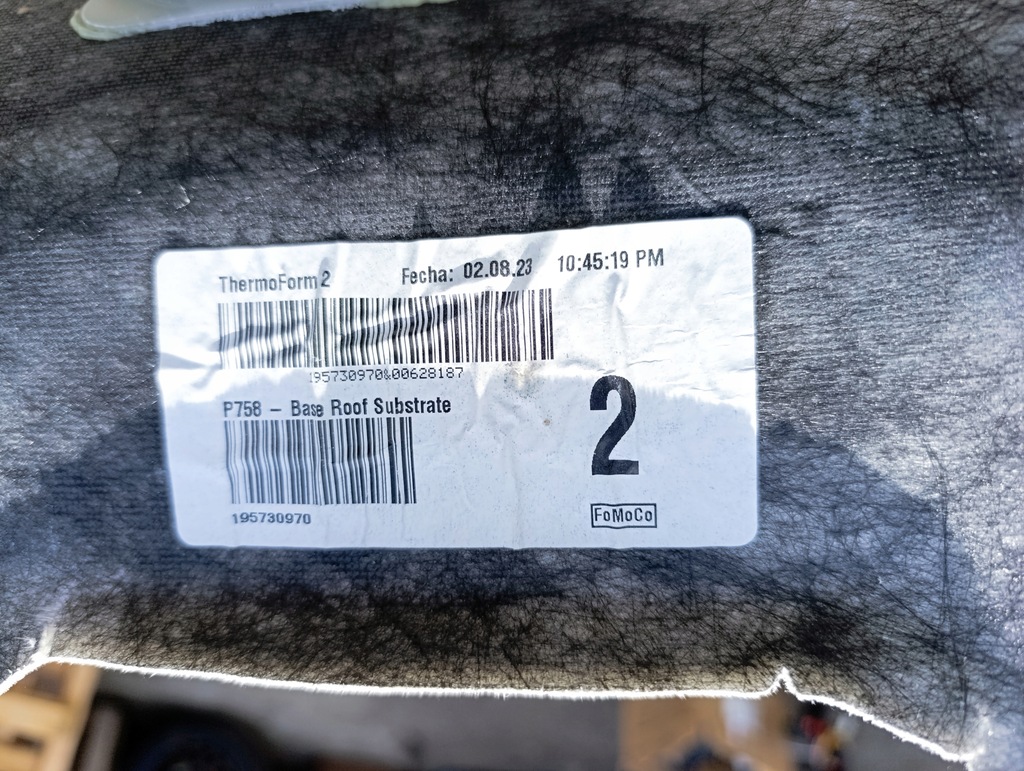 ThermoForm 2 Fecha: 02.08.23 10:45:19 PM
195730970&00628187
P758 – Base Roof Substrate
2
195730970
FoMoCo